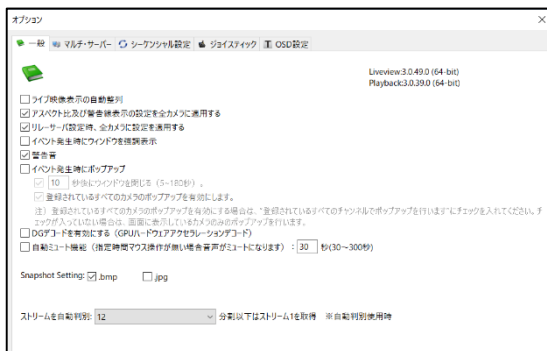 オプション
一般 マルチ・サーバー シーケンシャル設定 ジョイスティック OSD設定
Liveview:3.0.49.0 (64-bit)
Playback:3.0.39.0 (64-bit)
ライブ映像表示の自動整列
アスペクト比及び警告線表示の設定を全カメラに適用する
リレーサーバ設定時、全カメラに設定を適用する
イベント発生時にウィンドウを強調表示
警告音
イベント発生時にポップアップ
10 秒後にウィンドウを閉じる (5~180秒) 。
登録されているすべてのカメラのポップアップを有効にします。
注) 登録されているすべてのカメラのポップアップを有効にする場合は、"登録されているすべてのチャンネルでポップアップを行います"にチェックを入れてください。チ
ェックが入っていない場合は、画面に表示しているカメラのみのポップアップを行います。
DGデコードを有効にする (GPUハードウェアアクセラレーションデコード)
自動ミュート機能 (指定時間マウス操作が無い場合音声がミュートになります) : 30 秒(30~300秒)
Snapshot Setting: .bmp .jpg
ストリームを自動判別: 12 分割以下はストリーム1を取得 ※自動判別使用時